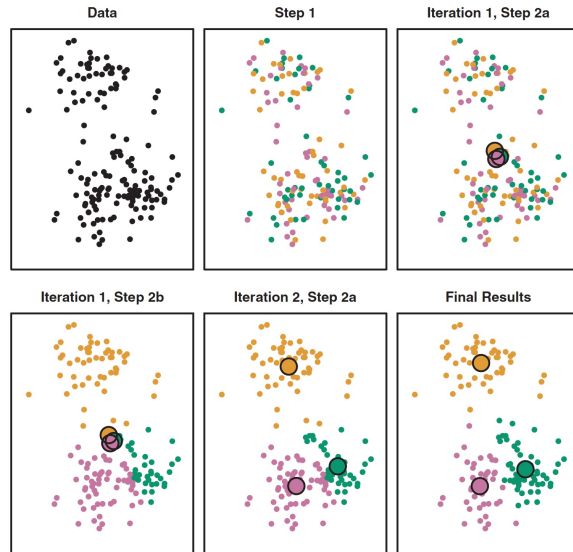 Data
Step 1
Iteration 1, Step 2a
Iteration 1, Step 2b
Iteration 2, Step 2a
Final Results